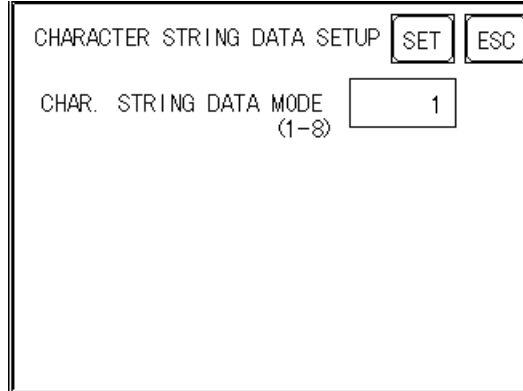 CHARACTER STRING DATA SETUP SET ESC
CHAR. STRING DATA MODE 1
(1-8)